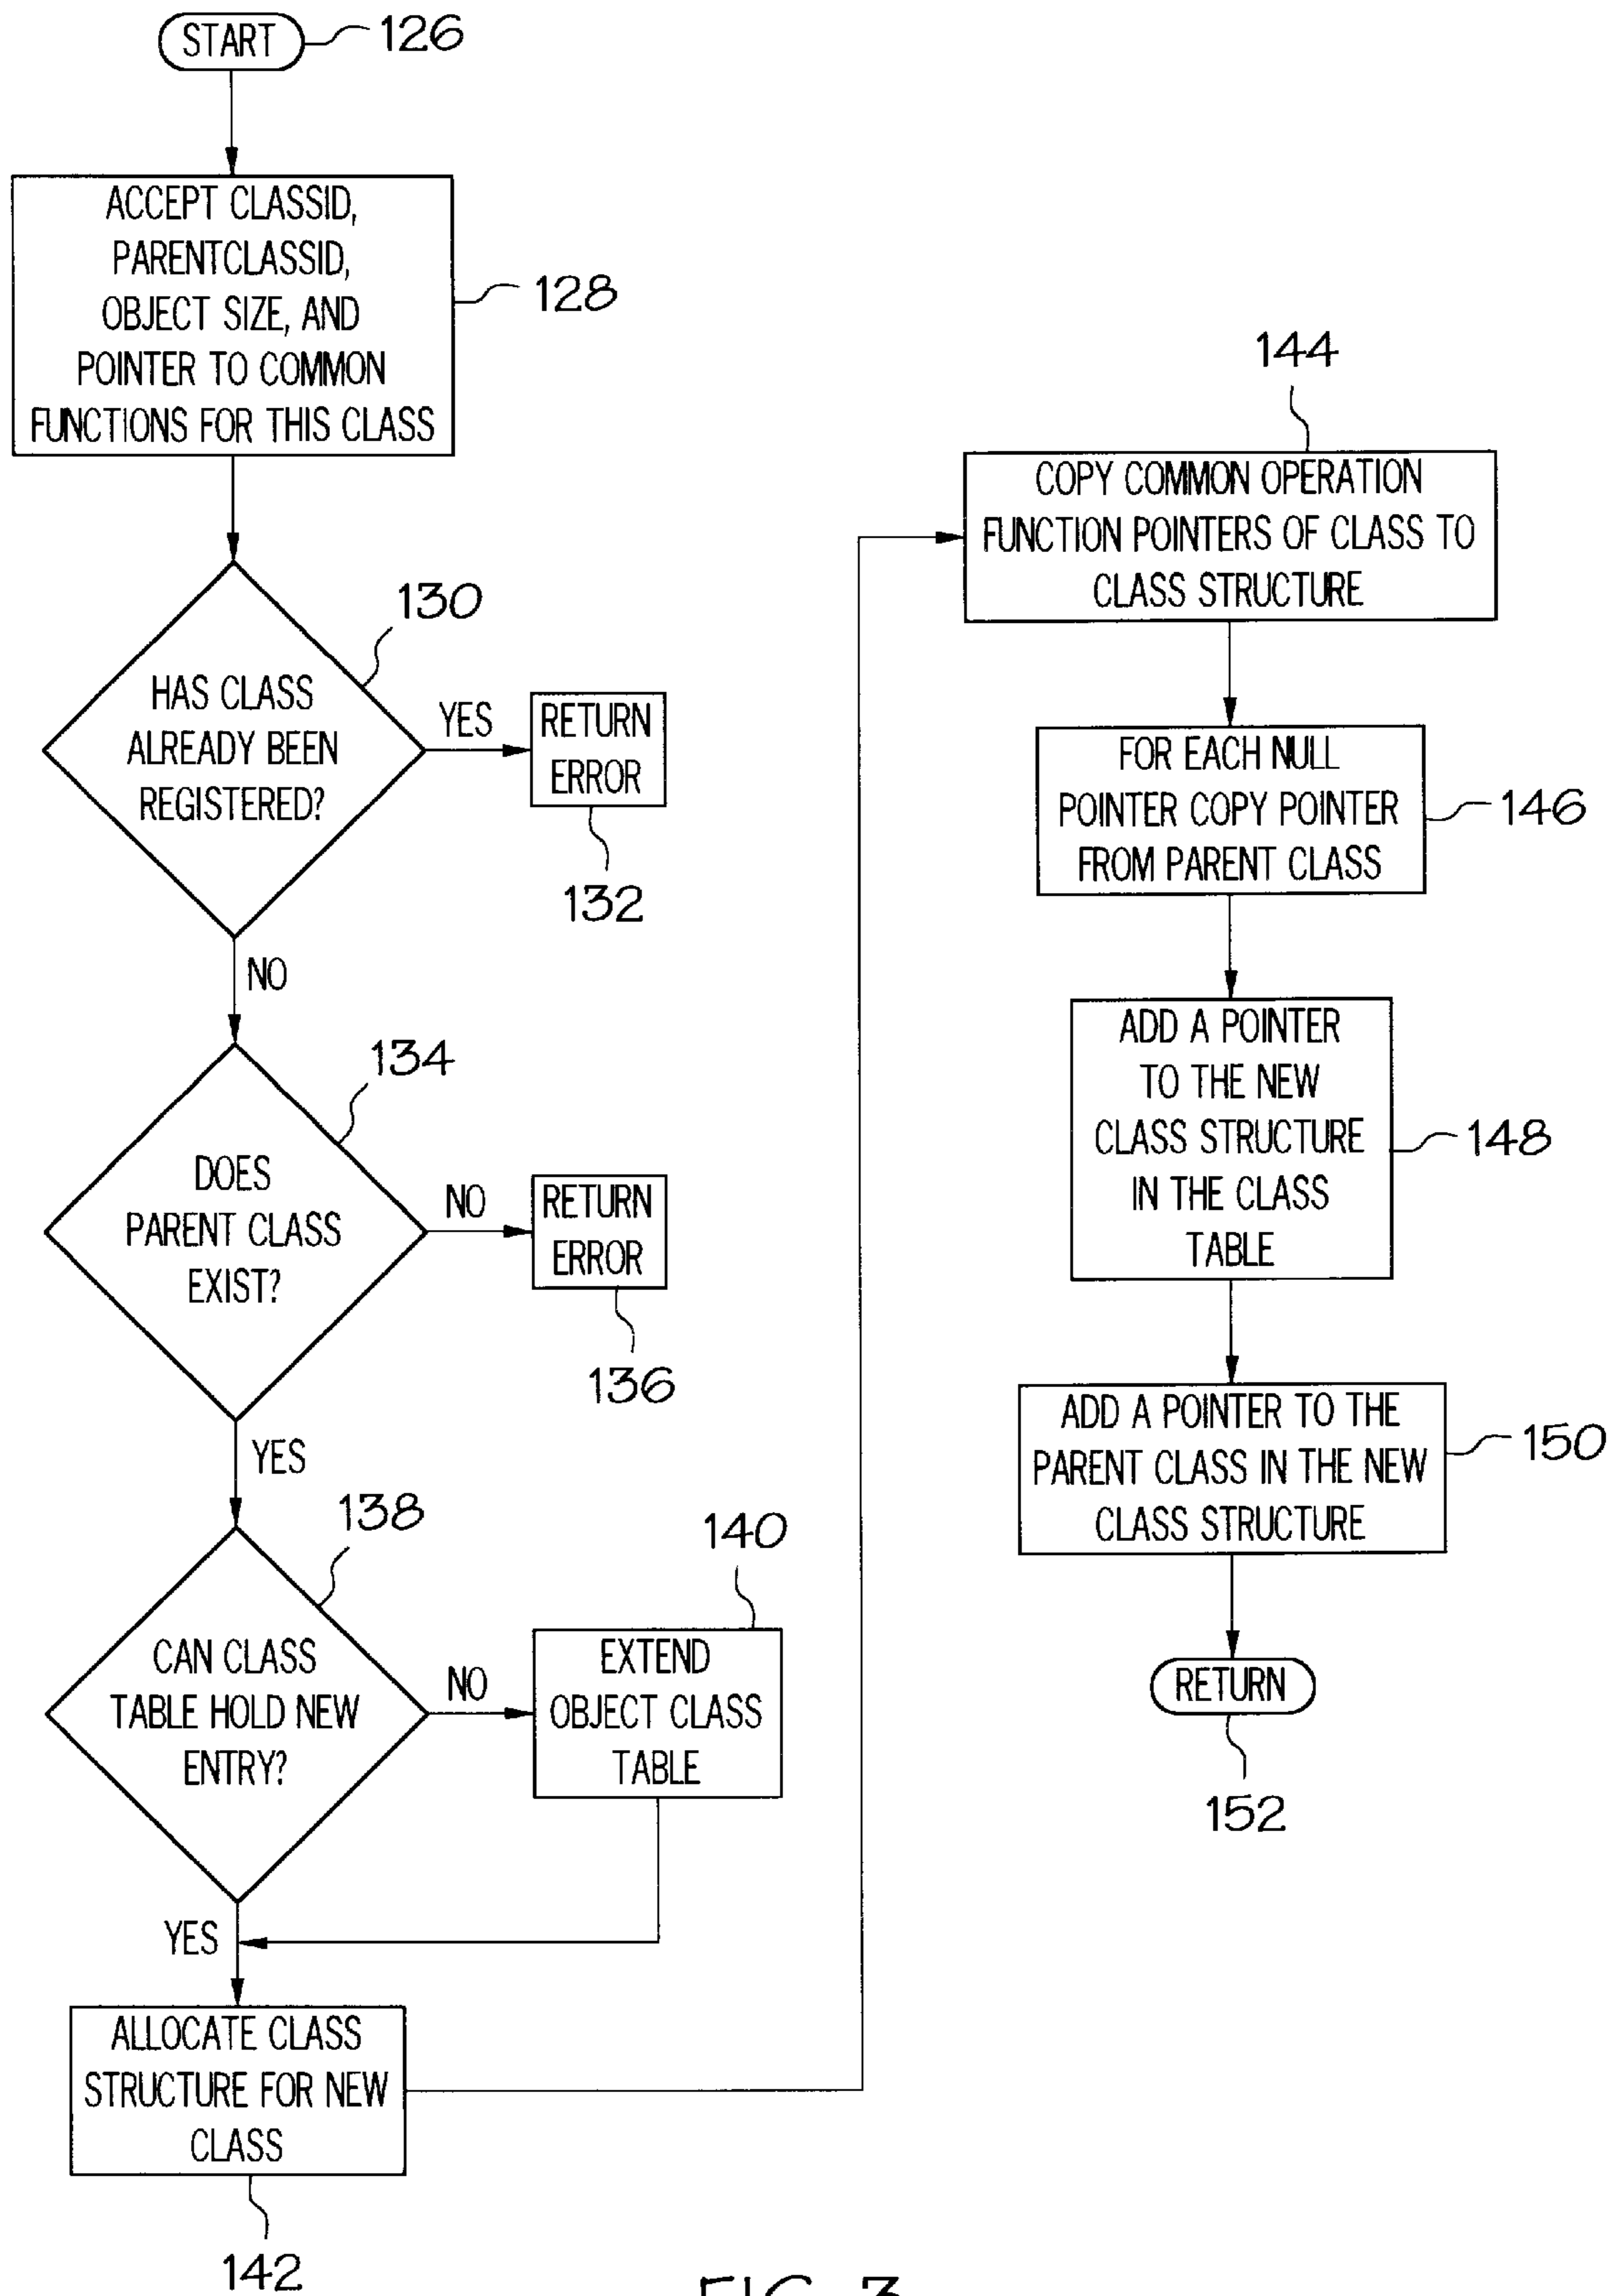 START
126
ACCEPT CLASSID,
PARENTCLASSID,
OBJECT SIZE, AND
POINTER TO COMMON
FUNCTIONS FOR THIS CLASS
128
130
HAS CLASS
ALREADY BEEN
REGISTERED?
YES
RETURN
ERROR
132
NO
134
DOES
PARENT CLASS
EXIST?
NO
RETURN
ERROR
136
YES
138
CAN CLASS
TABLE HOLD NEW
ENTRY?
NO
140
EXTEND
OBJECT CLASS
TABLE
YES
ALLOCATE CLASS
STRUCTURE FOR NEW
CLASS
142
144
COPY COMMON OPERATION
FUNCTION POINTERS OF CLASS TO
CLASS STRUCTURE
FOR EACH NULL
POINTER COPY POINTER
FROM PARENT CLASS
146
ADD A POINTER
TO THE NEW
CLASS STRUCTURE
IN THE CLASS
TABLE
148
ADD A POINTER TO THE
PARENT CLASS IN THE NEW
CLASS STRUCTURE
150
RETURN
152
FIG. 3